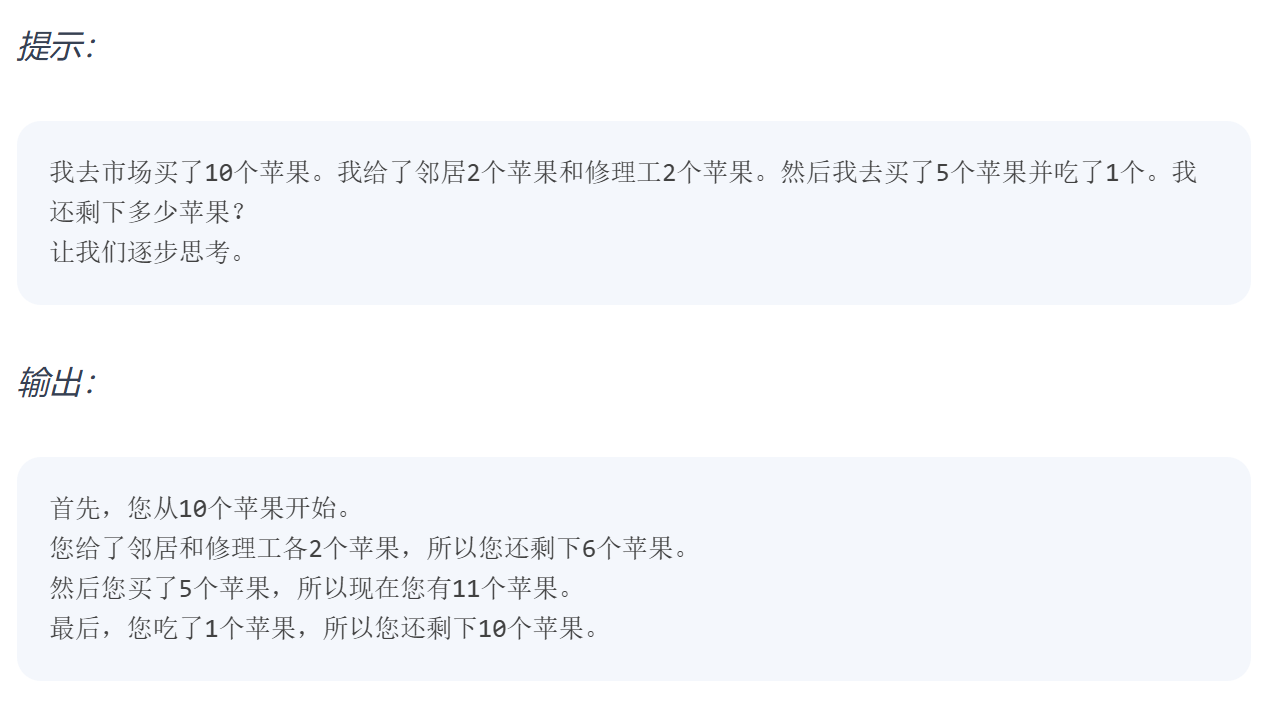 提示：
我去市场买了10个苹果。我给了邻居2个苹果和修理工2个苹果。然后我去买了5个苹果并吃了1个。我
还剩下多少苹果？
让我们逐步思考。
输出：
首先，您从10个苹果开始。
您给了邻居和修理工各2个苹果，所以您还剩下6个苹果。
然后您买了5个苹果，所以现在您有11个苹果。
最后，您吃了1个苹果，所以您还剩下10个苹果。